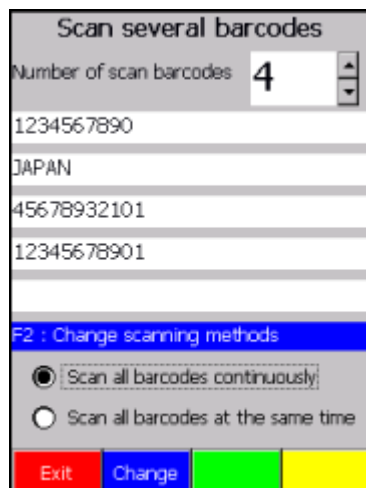 Scan several barcodes
Number of scan barcodes 4
1234567890
JAPAN
45678932101
12345678901
F2 : Change scanning methods
Scan all barcodes continuously
Scan all barcodes at the same time
Exit Change